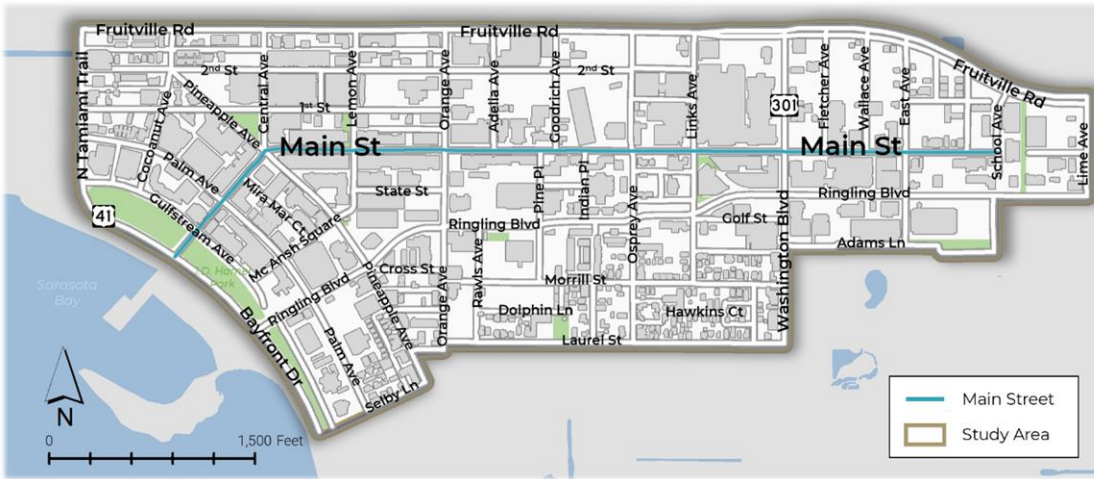 Fruitville Rd
Fruitville Rd
Fruitville Rd
N Tamiami Trail
2nd St
2nd St
1st St
Pineapple Ave
Cocoanut Ave
Central Ave
Lemon Ave
Orange Ave
Adella Ave
Goodrich Ave
Links Ave
301
Fletcher Ave
Wallace Ave
East Ave
School Ave
Lime Ave
Main St
Main St
Palm Ave
Gulfstream Ave
41
Mira Mar Ct
Mc Ansh Square
State St
Pine Pl
Indian Pl
Osprey Ave
Ringling Blvd
Ringling Blvd
Ringling Blvd
Golf St
Adams Ln
Washington Blvd
Cross St
Pineapple Ave
Orange Ave
Rawls Ave
Morrill St
Dolphin Ln
Hawkins Ct
Laurel St
Sarasota
Bay
Park
Bayfront Dr
Palm Ave
Selby Ln
N
0
1,500 Feet
Main Street
Study Area